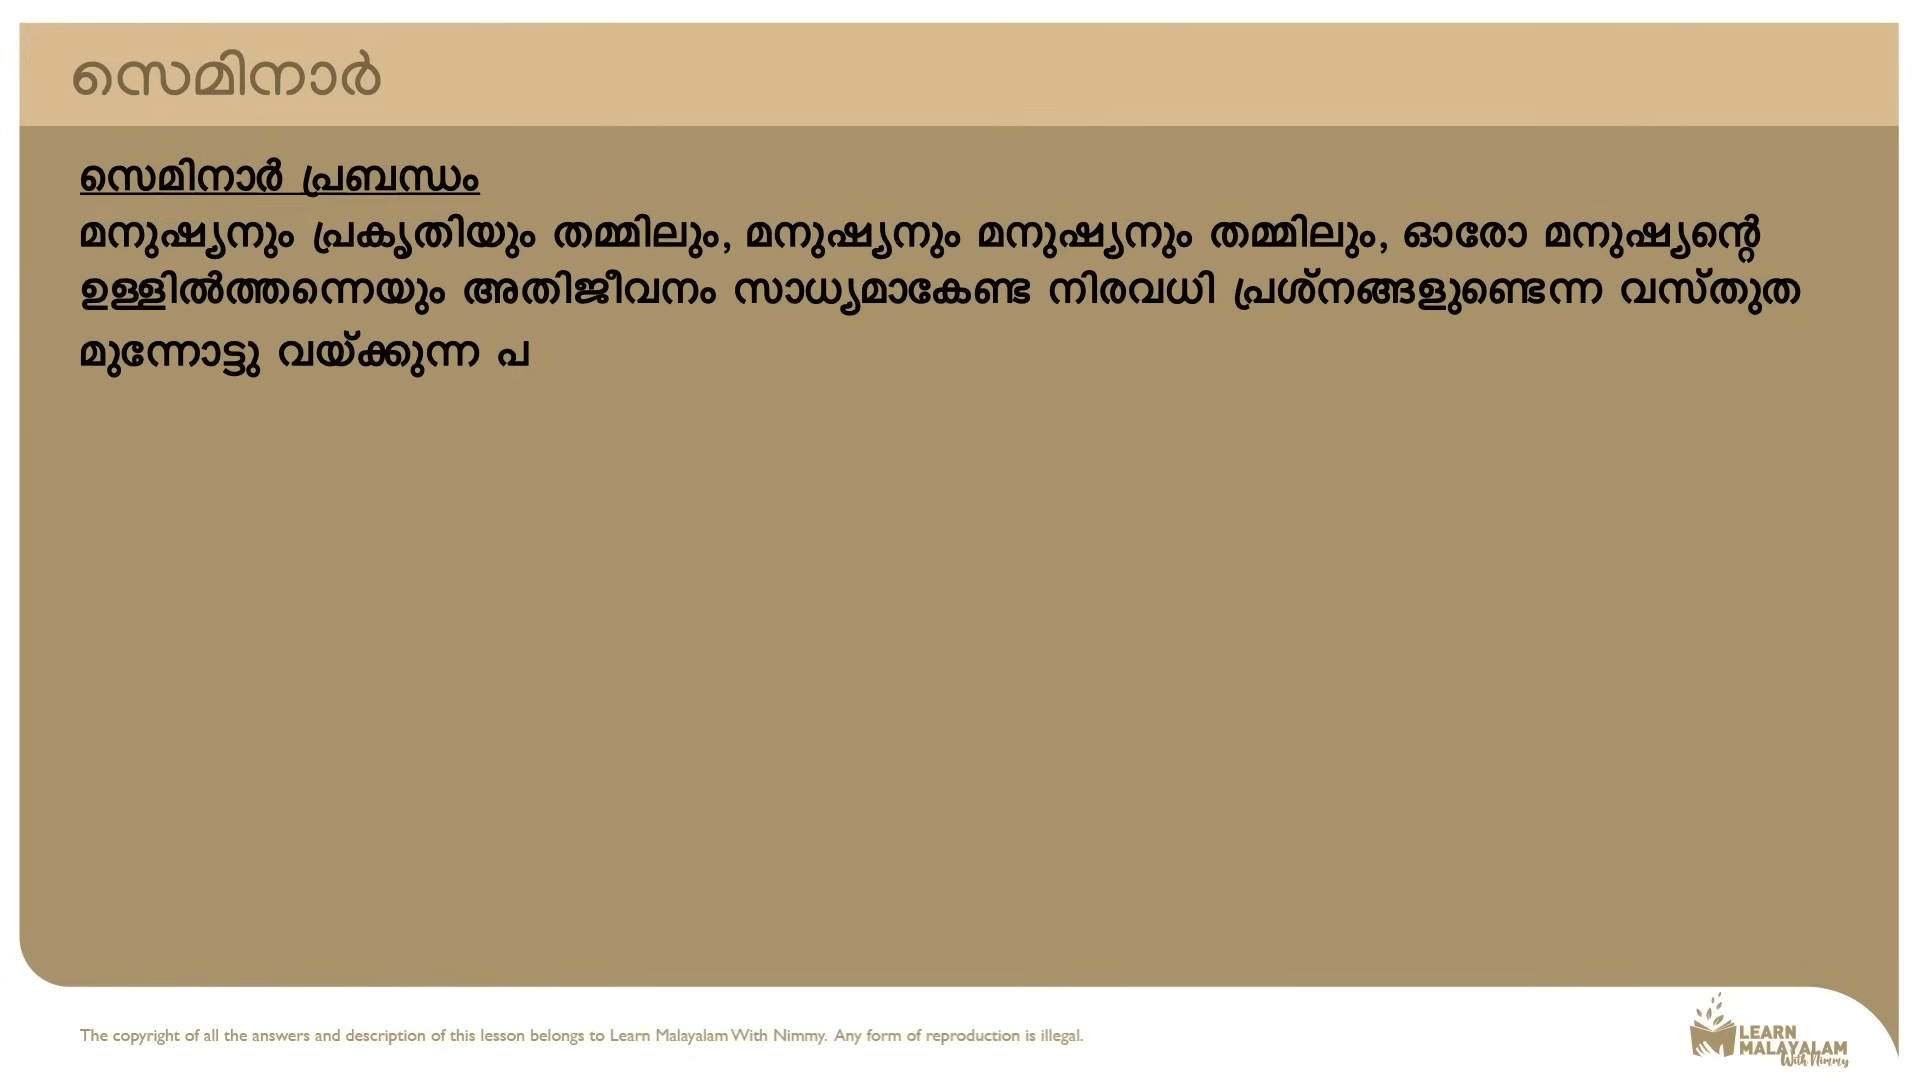 സെമിനാർ
സെമിനാർ പ്രബന്ധം
മനുഷ്യനും പ്രകൃതിയും തമ്മിലും, മനുഷ്യനും മനുഷ്യനും തമ്മിലും, ഓരോ മനുഷ്യന്റെ
ഉള്ളിൽത്തന്നെയും അതിജീവനം സാധ്യമാകേണ്ട നിരവധി പ്രശ്നങ്ങളുണ്ടെന്ന വസ്തുത
മുന്നോട്ടു വയ്ക്കുന്ന പ
The copyright of all the answers and description of this lesson belongs to Learn Malayalam With Nimmy. Any form of reproduction is illegal.
LEARN
MALAYALAM
With Nimmy